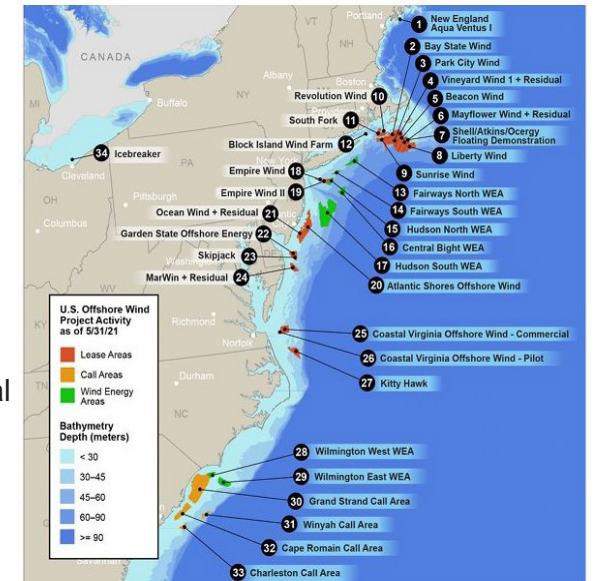 Portland
1 New England
Aqua Ventus I
VT
NH
CANADA
2 Bay State Wind
3 Park City Wind
Albany
Boston
4 Vineyard Wind 1 + Residual
Revolution Wind 10
5 Beacon Wind
MI
Buffalo
NY
6 Mayflower Wind + Residual
South Fork 11
7 Shell/Atkins/Ocergy
Floating Demonstration
Block Island Wind Farm 12
8 Liberty Wind
34 Icebreaker
New York
9 Sunrise Wind
Cleveland
PA
Empire Wind 18
13 Fairways North WEA
Empire Wind II 19
14 Fairways South WEA
OH
Pittsburgh
Ocean Wind + Residual 21
15 Hudson North WEA
Columbus
Garden State Offshore Energy 22
16 Central Bight WEA
Skipjack 23
17 Hudson South WEA
MarWin + Residual 24
20 Atlantic Shores Offshore Wind
WV
U.S. Offshore Wind
Project Activity
as of 5/31/21
Lease Areas
Call Areas
Wind Energy
Areas
Bathymetry
Depth (meters)
< 30
30–45
45–60
60–90
>= 90
KY
Richmond
Norfolk
25 Coastal Virginia Offshore Wind - Commercial
26 Coastal Virginia Offshore Wind - Pilot
al
TN
Durham
27 Kitty Hawk
NC
28 Wilmington West WEA
29 Wilmington East WEA
30 Grand Strand Call Area
31 Winyah Call Area
32 Cape Romain Call Area
Savannah
33 Charleston Call Area